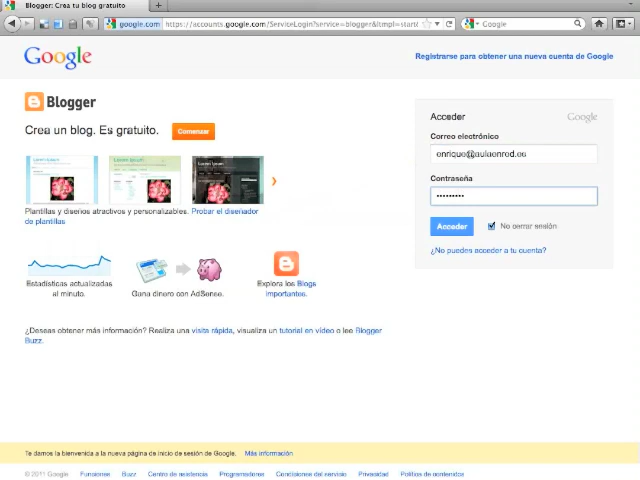 Blogger: Crea tu blog gratuito
google.com
https://accounts.google.com/ServiceLogin?service=blogger&ltmpl=start&
Google
Google
Registrarse para obtener una nueva cuenta de Google
Blogger
Crea un blog. Es gratuito.
Comenzar
Plantillas y diseños atractivos y personalizables. Probar el diseñador
de plantillas
Estadísticas actualizadas
al minuto.
Gana dinero con AdSense.
Explora los Blogs
importantes.
¿Deseas obtener más información? Realiza una visita rápida, visualiza un tutorial en vídeo o lee Blogger
Buzz.
Acceder
Google
Correo electrónico
enrique@aulaenred.es
Contraseña
•••••••••
Acceder
No cerrar sesión
¿No puedes acceder a tu cuenta?
Te damos la bienvenida a la nueva página de inicio de sesión de Google. Más información
© 2011 Google Funciones Buzz Centro de asistencia Programadores Condiciones del servicio Privacidad Política de contenidos